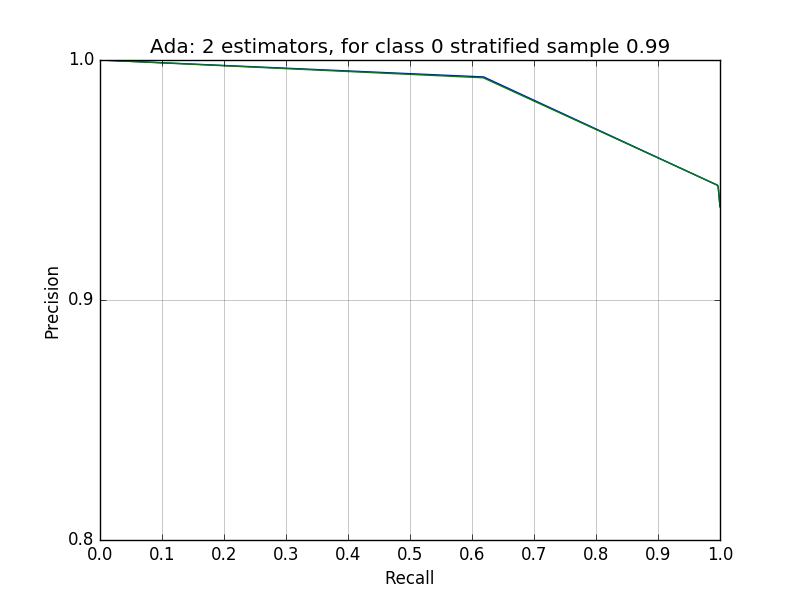 Ada: 2 estimators, for class 0 stratified sample 0.99
1.0
0.9
0.8
Precision
0.0 0.1 0.2 0.3 0.4 0.5 0.6 0.7 0.8 0.9 1.0
Recall